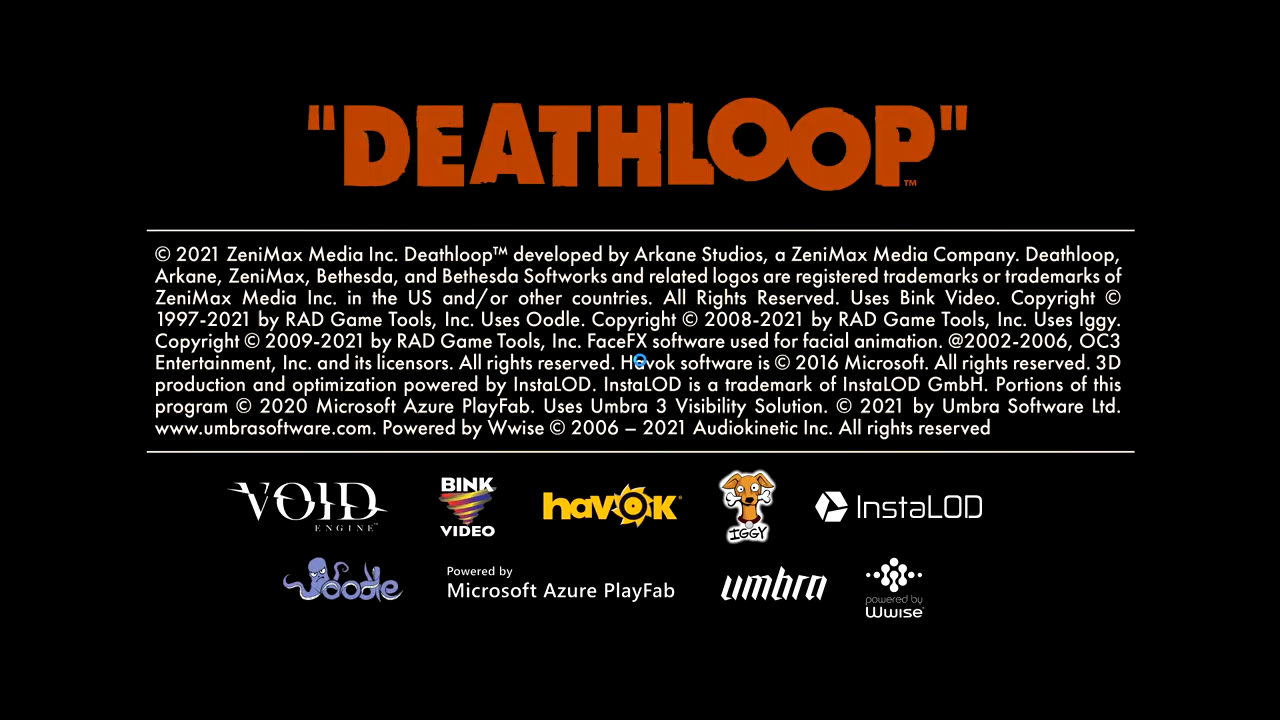 "DEATHLOOP"™
© 2021 ZeniMax Media Inc. Deathloop™ developed by Arkane Studios, a ZeniMax Media Company. Deathloop,
Arkane, ZeniMax, Bethesda, and Bethesda Softworks and related logos are registered trademarks or trademarks of
ZeniMax Media Inc. in the US and/or other countries. All Rights Reserved. Uses Bink Video. Copyright ©
1997-2021 by RAD Game Tools, Inc. Uses Oodle. Copyright © 2008-2021 by RAD Game Tools, Inc. Uses Iggy.
Copyright © 2009-2021 by RAD Game Tools, Inc. FaceFX software used for facial animation. @2002-2006, OC3
Entertainment, Inc. and its licensors. All rights reserved. Havok software is © 2016 Microsoft. All rights reserved. 3D
production and optimization powered by InstaLOD. InstaLOD is a trademark of InstaLOD GmbH. Portions of this
program © 2020 Microsoft Azure PlayFab. Uses Umbra 3 Visibility Solution. © 2021 by Umbra Software Ltd.
www.umbrasoftware.com. Powered by Wwise © 2006 – 2021 Audiokinetic Inc. All rights reserved
VOID
ENGINE™
BINK
VIDEO
havok®
IGGY
InstaLOD
oodle
Powered by
Microsoft Azure PlayFab
umbra
powered by
Wwise